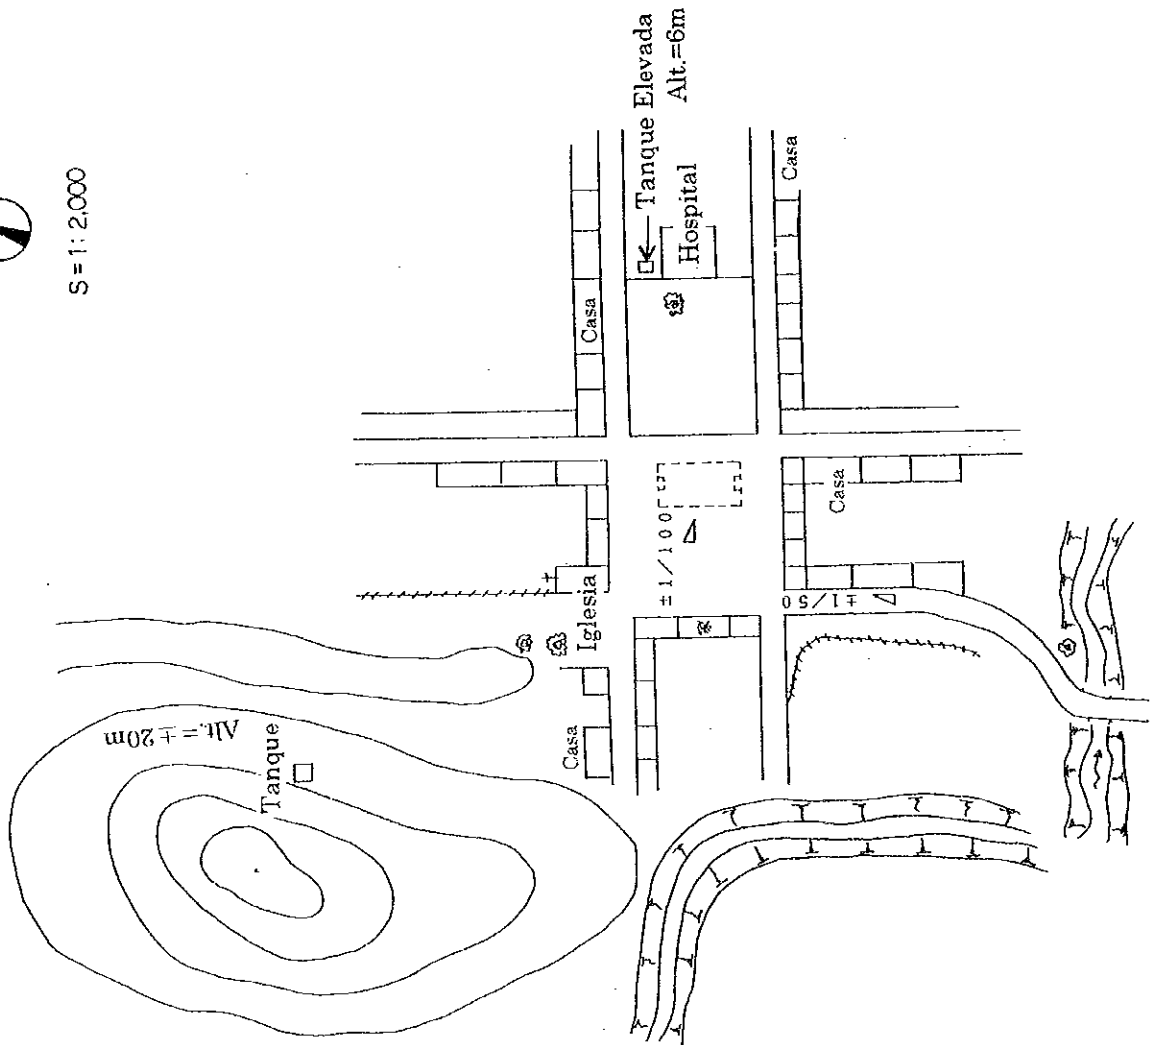 S = 1 : 2,000
Tanque Elevada
Alt.=6m
Hospital
Casa
Casa
Casa
±1/100
Iglesia
±1/50
Casa
Alt.=±20m
Tanque